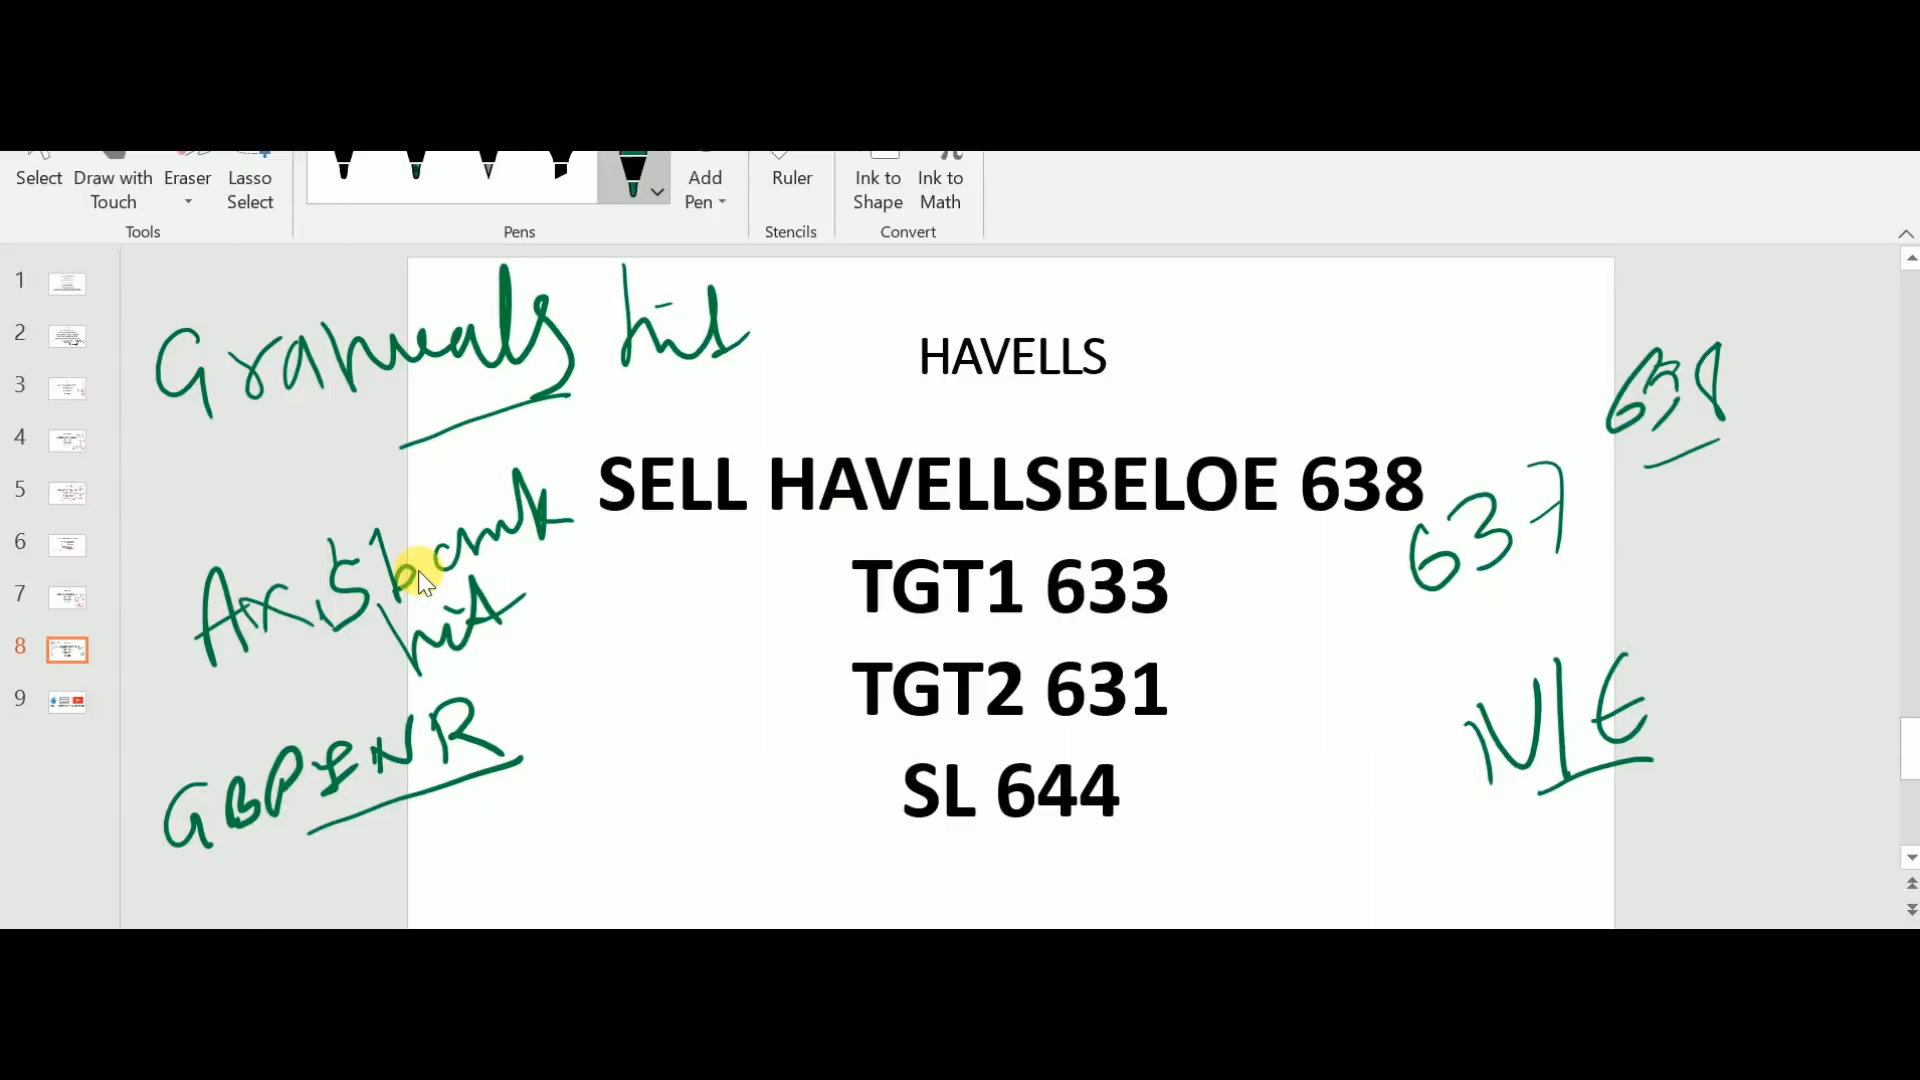 Select
Draw with Touch
Eraser
Lasso Select
Add Pen
Ruler
Ink to Shape
Ink to Math
Tools
Pens
Stencils
Convert
1
2
3
4
5
6
7
8
9
HAVELLS
SELL HAVELLSBELOE 638
TGT1 633
TGT2 631
SL 644
hit
Axis bank
hit
GBPINR
638
637